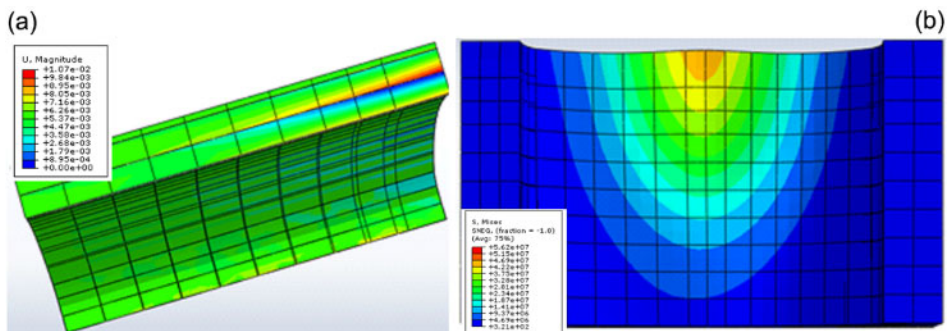 (a)
(b)
U, Magnitude
+1.07e-02
+9.84e-03
+8.95e-03
+8.05e-03
+7.16e-03
+6.26e-03
+5.37e-03
+4.47e-03
+3.58e-03
+2.68e-03
+1.79e-03
+8.95e-04
+0.00e+00
S, Mises
SNEG, (fraction = -1.0)
(Avg: 75%)
+5.62e+07
+5.15e+07
+4.69e+07
+4.22e+07
+3.75e+07
+3.28e+07
+2.81e+07
+2.34e+07
+1.87e+07
+1.41e+07
+9.37e+06
+4.69e+06
+3.21e+02